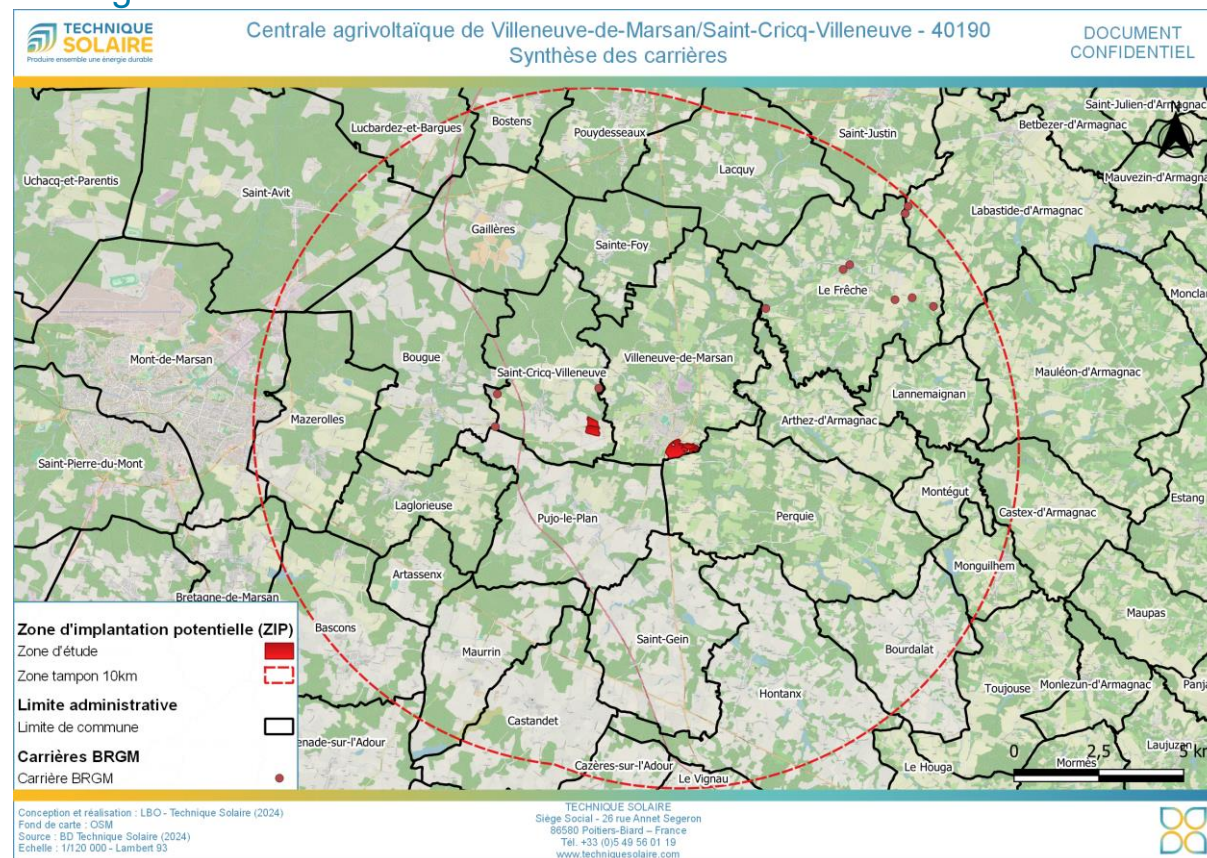 TECHNIQUE
SOLAIRE
Produire ensemble une énergie durable
Centrale agrivoltaïque de Villeneuve-de-Marsan/Saint-Cricq-Villeneuve - 40190
Synthèse des carrières
DOCUMENT
CONFIDENTIEL
Saint-Julien-d'Armagnac
Bostens
Lucbardez-et-Bargues
Pouydesseaux
Saint-Justin
Betbezer-d'Armagnac
N
Lacquy
Uchacq-et-Parentis
Saint-Avit
Mauvezin-d'Armagna
Labastide-d'Armagnac
Gaillères
Sainte-Foy
Le Frêche
Monclar
Mont-de-Marsan
Bougue
Villeneuve-de-Marsan
Saint-Cricq-Villeneuve
Mauléon-d'Armagnac
Lannemaignan
Mazerolles
Arthez-d'Armagnac
Saint-Pierre-du-Mont
Montégut
Estang
Laglorieuse
Pujo-le-Plan
Perquie
Castex-d'Armagnac
Monguilhem
Artassenx
Bretagne-de-Marsan
Maupas
Bascons
Saint-Gein
Maurrin
Bourdalat
Toujouse
Monlezun-d'Armagnac
Panja
Hontanx
Castandet
enade-sur-l'Adour
Cazères-sur-l'Adour
Le Vignau
Le Houga
Mormès
Laujuzan
0 2,5 5 km
Zone d'implantation potentielle (ZIP)
Zone d'étude
Zone tampon 10km
Limite administrative
Limite de commune
Carrières BRGM
Carrière BRGM
Conception et réalisation : LBO - Technique Solaire (2024)
Fond de carte : OSM
Source : BD Technique Solaire (2024)
Echelle : 1/120 000 - Lambert 93
TECHNIQUE SOLAIRE
Siège Social - 26 rue Annet Segeron
86580 Poitiers-Biard – France
Tél. +33 (0)5 49 56 01 19
www.techniquesolaire.com